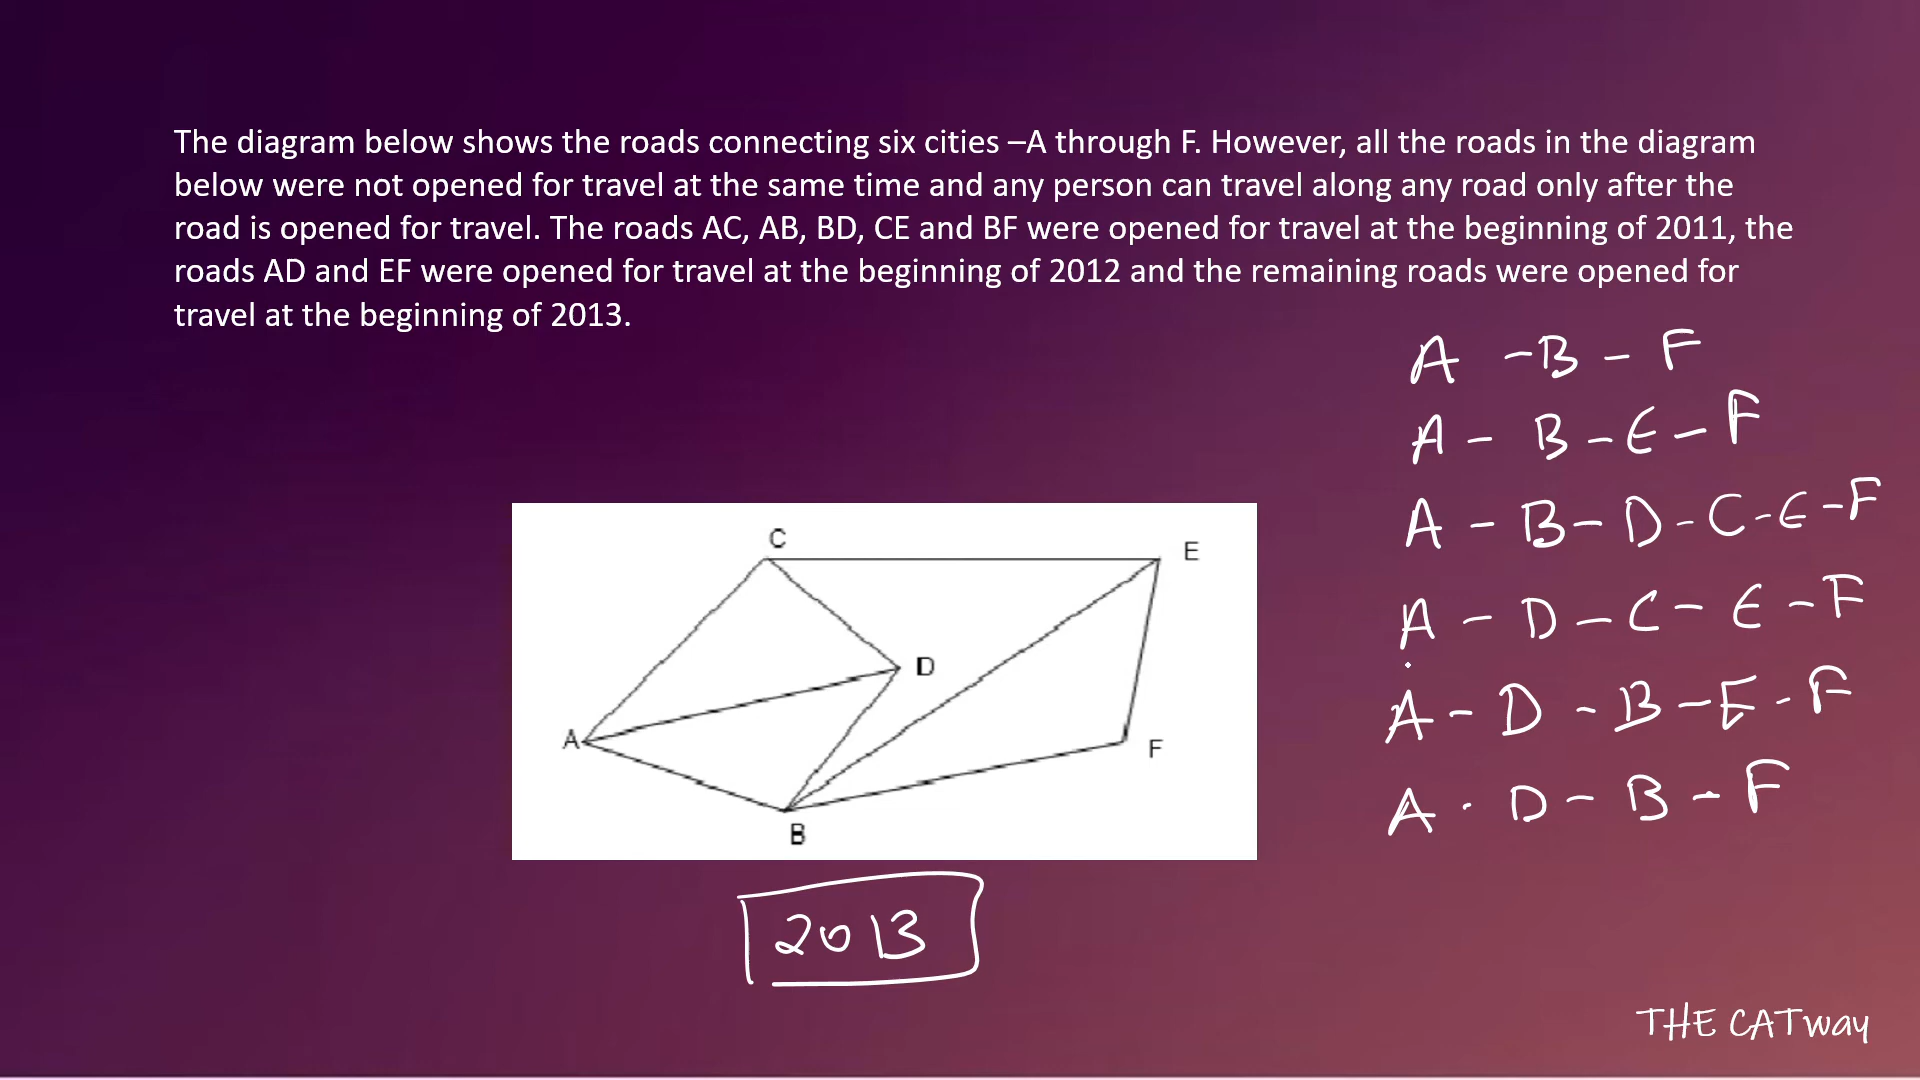 The diagram below shows the roads connecting six cities –A through F. However, all the roads in the diagram
below were not opened for travel at the same time and any person can travel along any road only after the
road is opened for travel. The roads AC, AB, BD, CE and BF were opened for travel at the beginning of 2011, the
roads AD and EF were opened for travel at the beginning of 2012 and the remaining roads were opened for
travel at the beginning of 2013.
A - B - F
A - B - E - F
A - B - D - C - E - F
A - D - C - E - F
A - D - B - E - F
A - D - B - F
C
E
D
A
F
B
2013
THE CATway